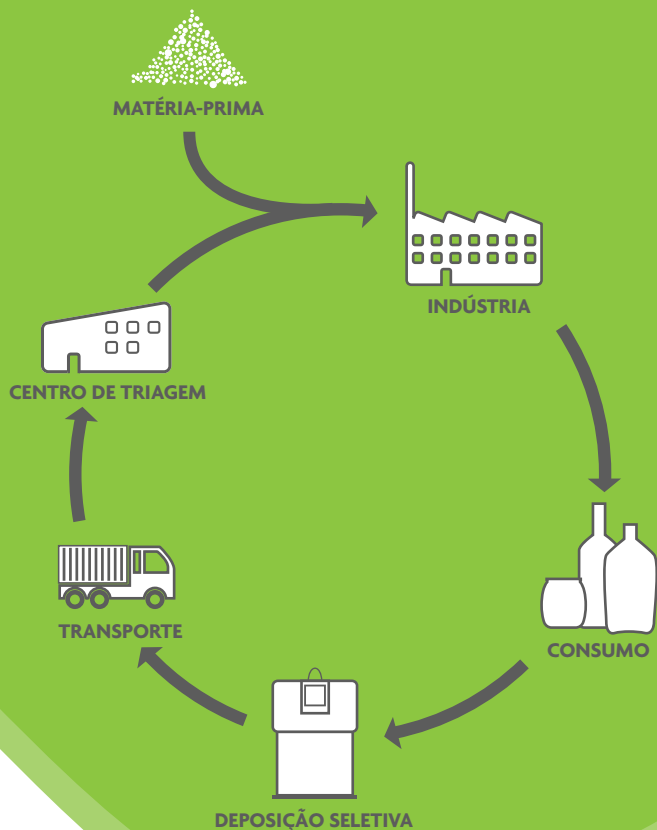 MATÉRIA-PRIMA
INDÚSTRIA
CENTRO DE TRIAGEM
TRANSPORTE
CONSUMO
DEPOSIÇÃO SELETIVA